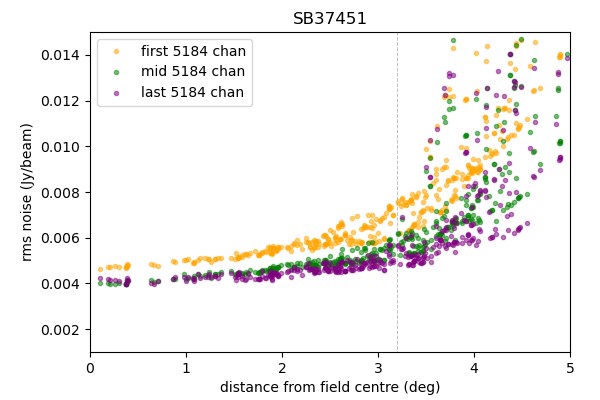 SB37451
first 5184 chan
mid 5184 chan
last 5184 chan
0.014
0.012
0.010
0.008
0.006
0.004
0.002
rms noise (Jy/beam)
0 1 2 3 4 5
distance from field centre (deg)